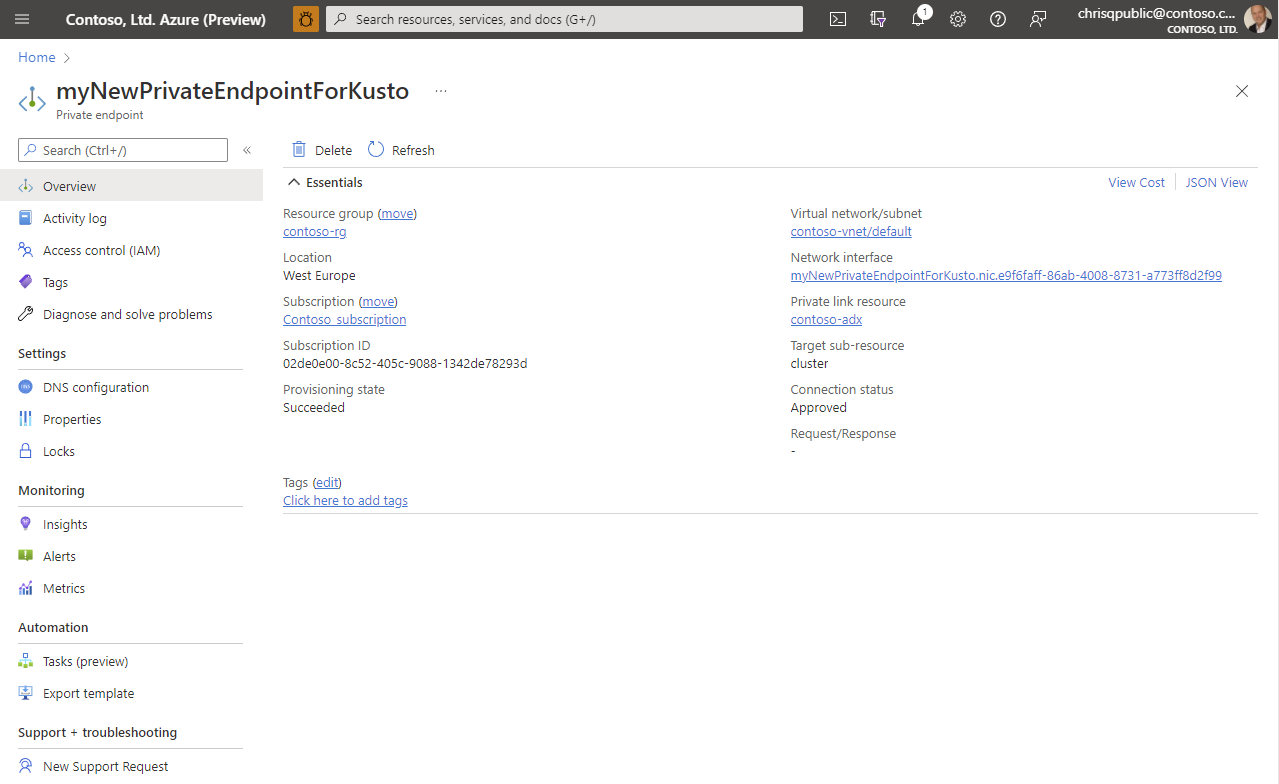 Contoso, Ltd. Azure (Preview)
Search resources, services, and docs (G+/)
1
chrisqpublic@contoso.c...
CONTOSO, LTD.
Home
myNewPrivateEndpointForKusto
...
Private endpoint
Search (Ctrl+/)
«
Overview
Activity log
Access control (IAM)
Tags
Diagnose and solve problems
Settings
DNS configuration
Properties
Locks
Monitoring
Insights
Alerts
Metrics
Automation
Tasks (preview)
Export template
Support + troubleshooting
New Support Request
Delete
Refresh
Essentials
View Cost
JSON View
Resource group (move)
contoso-rg
Location
West Europe
Subscription (move)
Contoso subscription
Subscription ID
02de0e00-8c52-405c-9088-1342de78293d
Provisioning state
Succeeded
Virtual network/subnet
contoso-vnet/default
Network interface
myNewPrivateEndpointForKusto.nic.e9f6faff-86ab-4008-8731-a773ff8d2f99
Private link resource
contoso-adx
Target sub-resource
cluster
Connection status
Approved
Request/Response
-
Tags (edit)
Click here to add tags